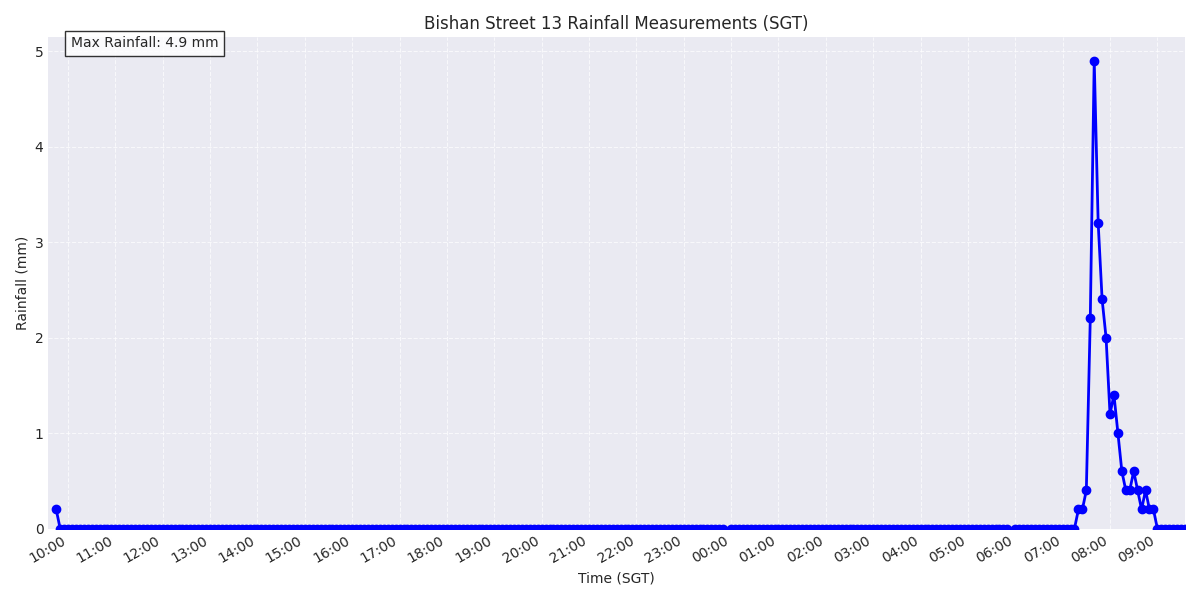 Bishan Street 13 Rainfall Measurements (SGT)
Max Rainfall: 4.9 mm
5
4
3
2
1
0
Rainfall (mm)
10:00 11:00 12:00 13:00 14:00 15:00 16:00 17:00 18:00 19:00 20:00 21:00 22:00 23:00 00:00 01:00 02:00 03:00 04:00 05:00 06:00 07:00 08:00 09:00
Time (SGT)